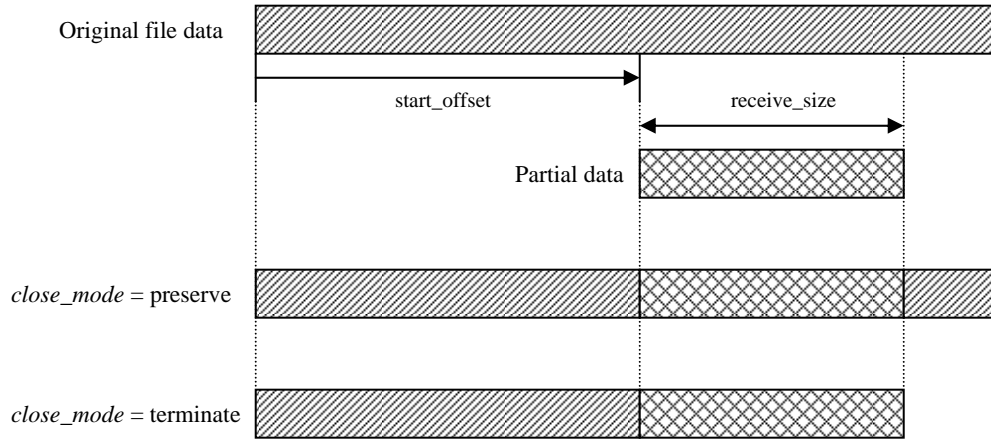 Original file data
start_offset
receive_size
Partial data
close_mode = preserve
close_mode = terminate